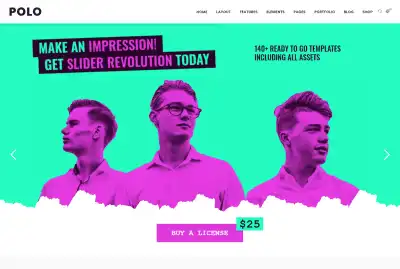 POLO
HOME LAYOUT FEATURES ELEMENTS PAGES PORTFOLIO BLOG SHOP
MAKE AN IMPRESSION!
GET SLIDER REVOLUTION TODAY
140+ READY TO GO TEMPLATES
INCLUDING ALL ASSETS
BUY A LICENSE
$25